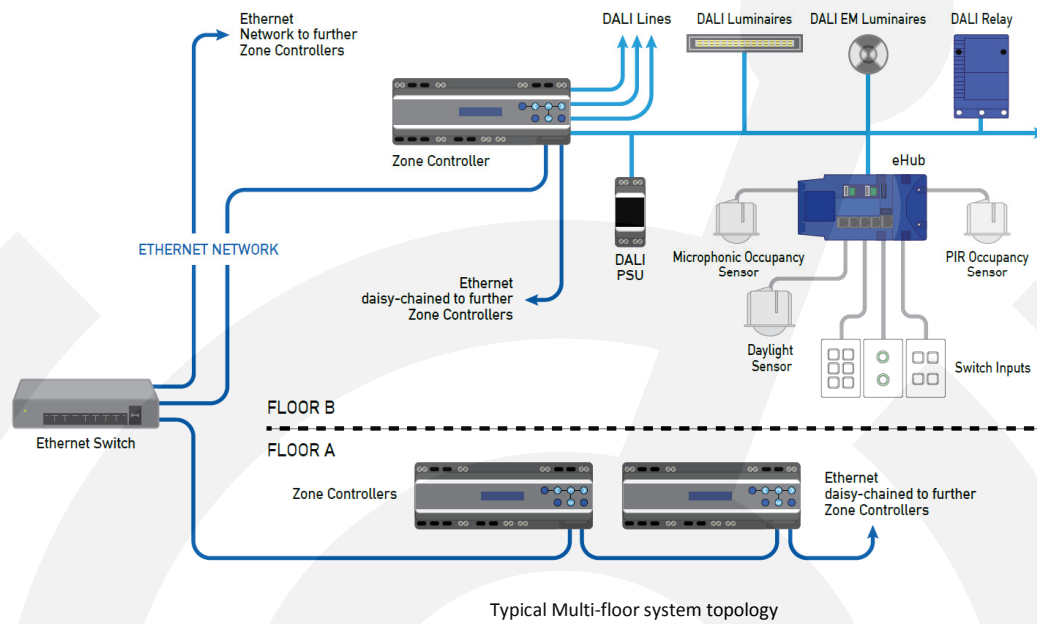 Ethernet
Network to further
Zone Controllers
DALI Lines
DALI Luminaires
DALI EM Luminaires
DALI Relay
Zone Controller
eHub
ETHERNET NETWORK
DALI
PSU
Microphonic Occupancy
Sensor
PIR Occupancy
Sensor
Ethernet
daisy-chained to further
Zone Controllers
Daylight
Sensor
Switch Inputs
Ethernet Switch
FLOOR B
FLOOR A
Zone Controllers
Ethernet
daisy-chained to further
Zone Controllers
Typical Multi-floor system topology